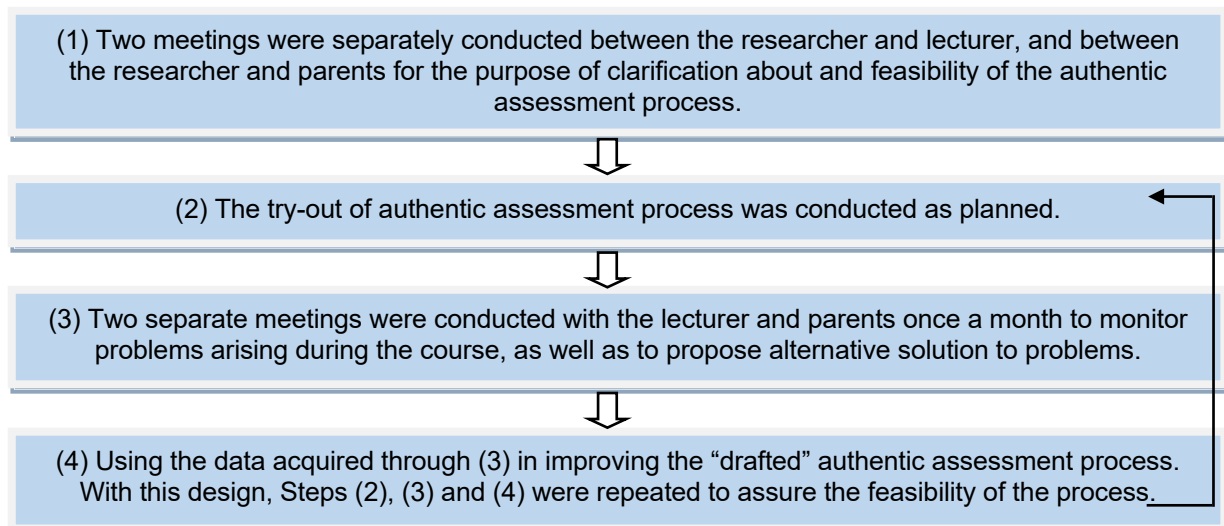 (1) Two meetings were separately conducted between the researcher and lecturer, and between
the researcher and parents for the purpose of clarification about and feasibility of the authentic
assessment process.
(2) The try-out of authentic assessment process was conducted as planned.
(3) Two separate meetings were conducted with the lecturer and parents once a month to monitor
problems arising during the course, as well as to propose alternative solution to problems.
(4) Using the data acquired through (3) in improving the “drafted” authentic assessment process.
With this design, Steps (2), (3) and (4) were repeated to assure the feasibility of the process.